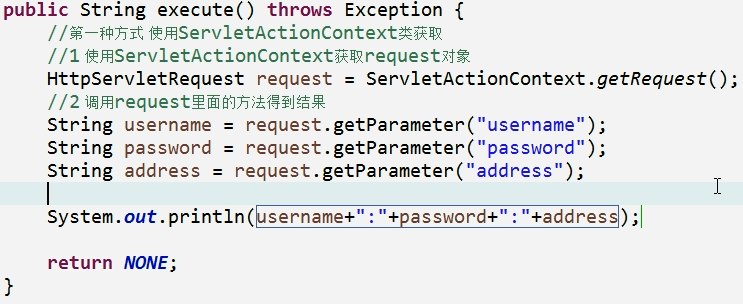 public String execute() throws Exception {
//第一种方式 使用ServletActionContext类获取
//1 使用ServletActionContext获取request对象
HttpServletRequest request = ServletActionContext.getRequest();
//2 调用request里面的方法得到结果
String username = request.getParameter("username");
String password = request.getParameter("password");
String address = request.getParameter("address");
System.out.println(username+":"+password+":"+address);
return NONE;
}